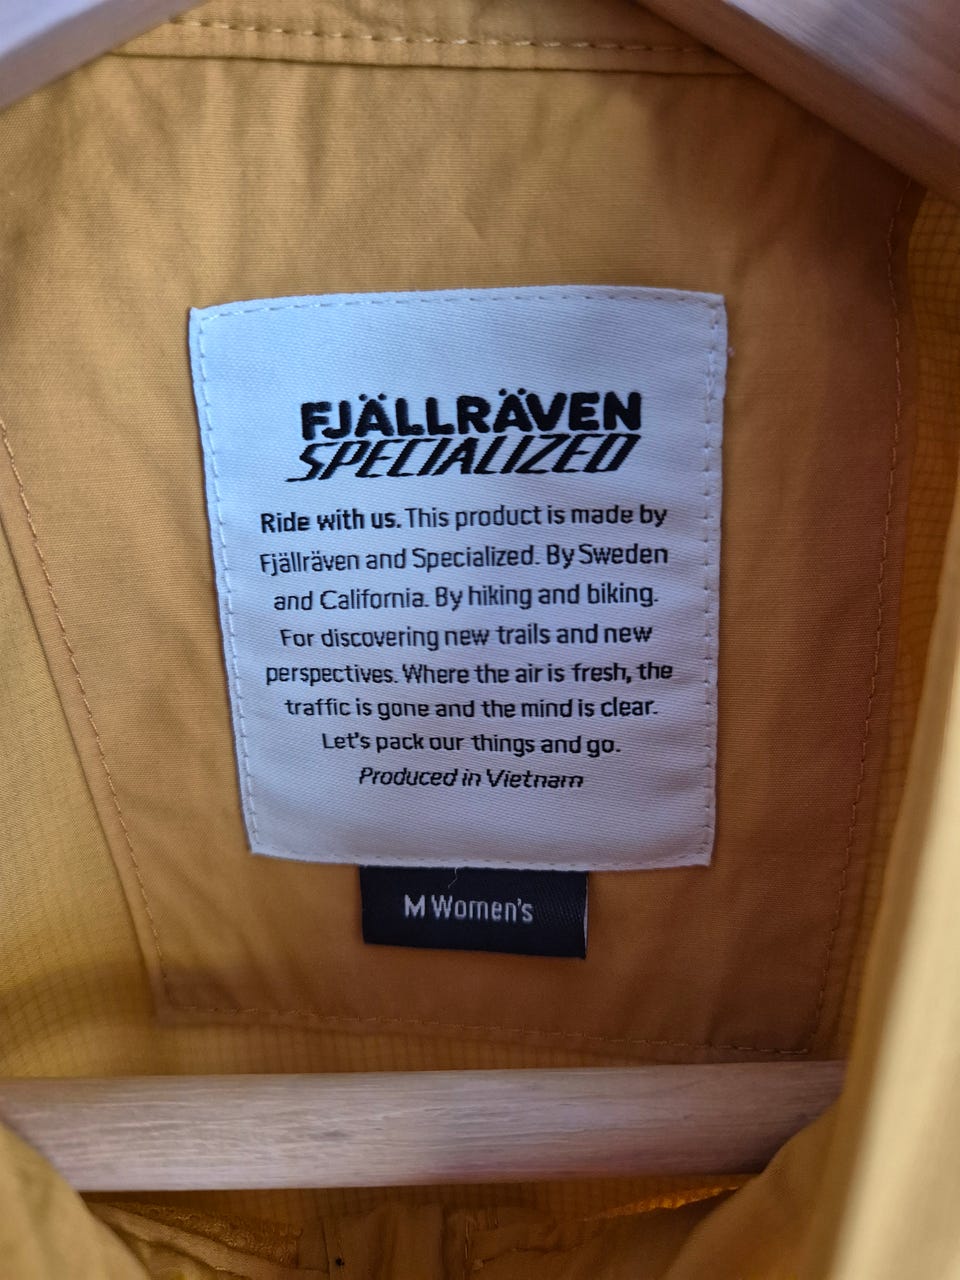 FJÄLLRÄVEN
SPECIALIZED
Ride with us. This product is made by
Fjällräven and Specialized. By Sweden
and California. By hiking and biking.
For discovering new trails and new
perspectives. Where the air is fresh, the
traffic is gone and the mind is clear.
Let's pack our things and go.
Produced in Vietnam
M Women's